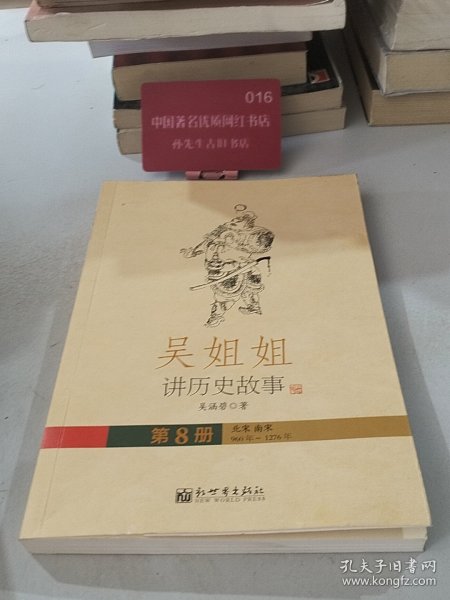 016
中国著名优质网红书店
孙先生古旧书店
吴姐姐
讲历史故事
吴涵碧◎著
第8册
北宋 南宋
960年－1276年
新世界出版社
NEW WORLD PRESS
孔夫子旧书网
www.kongfz.com